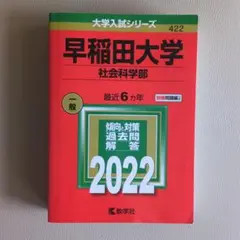 大学入試シリーズ
422
早稲田大学
社会科学部
一般
最近6ヵ年
傾向と対策
過去問
解答
2022
教学社